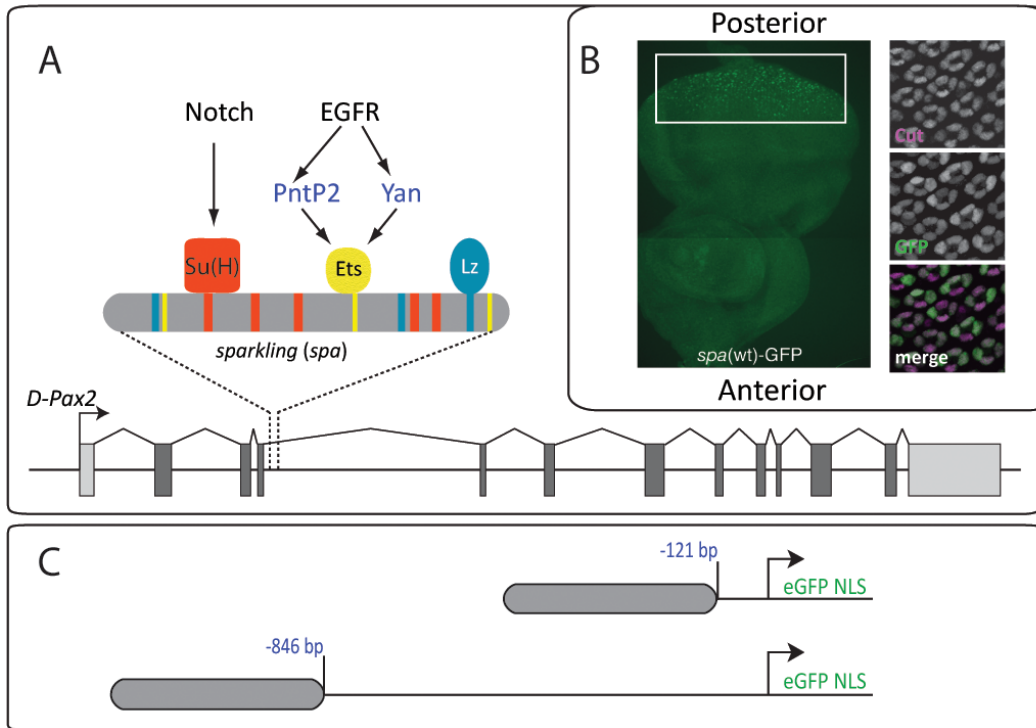 A
Notch
EGFR
PntP2
Yan
Su(H)
Ets
Lz
sparkling (spa)
D-Pax2
B
Posterior
spa(wt)-GFP
Anterior
Cut
GFP
merge
C
-121 bp
eGFP NLS
-846 bp
eGFP NLS